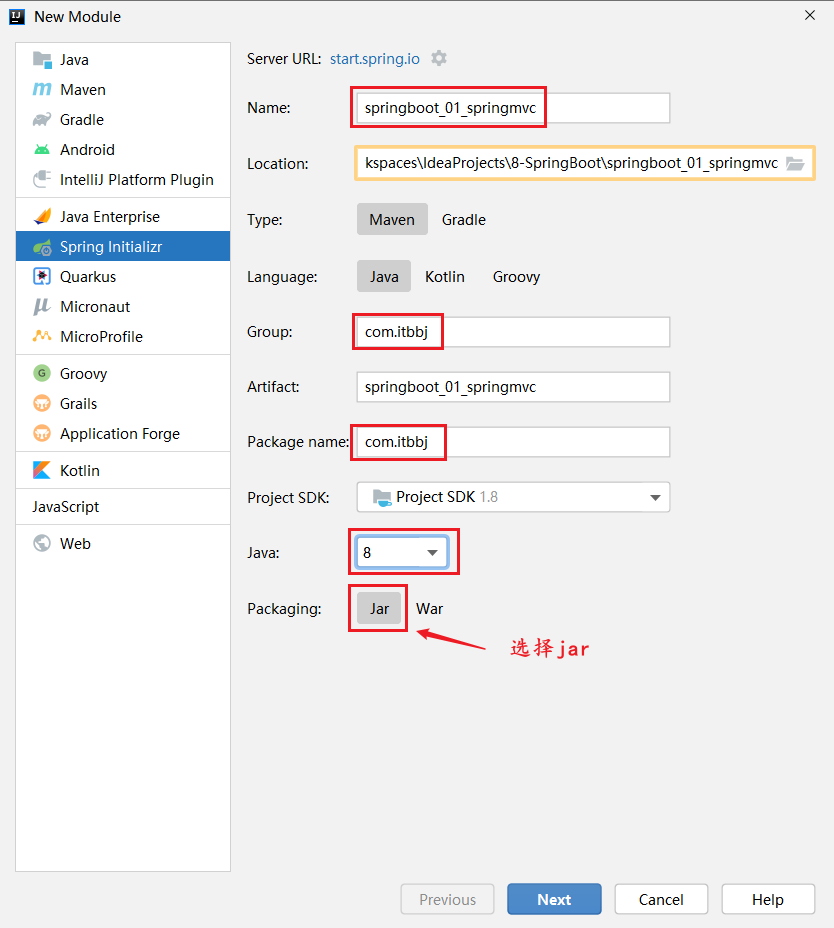 New Module
Java
Maven
Gradle
Android
IntelliJ Platform Plugin
Java Enterprise
Spring Initializr
Quarkus
Micronaut
MicroProfile
Groovy
Grails
Application Forge
Kotlin
JavaScript
Web
Server URL: start.spring.io
Name: springboot_01_springmvc
Location: kspaces\IdeaProjects\8-SpringBoot\springboot_01_springmvc
Type: Maven Gradle
Language: Java Kotlin Groovy
Group: com.itbbj
Artifact: springboot_01_springmvc
Package name: com.itbbj
Project SDK: Project SDK 1.8
Java: 8
Packaging: Jar War
选择jar
Previous Next Cancel Help